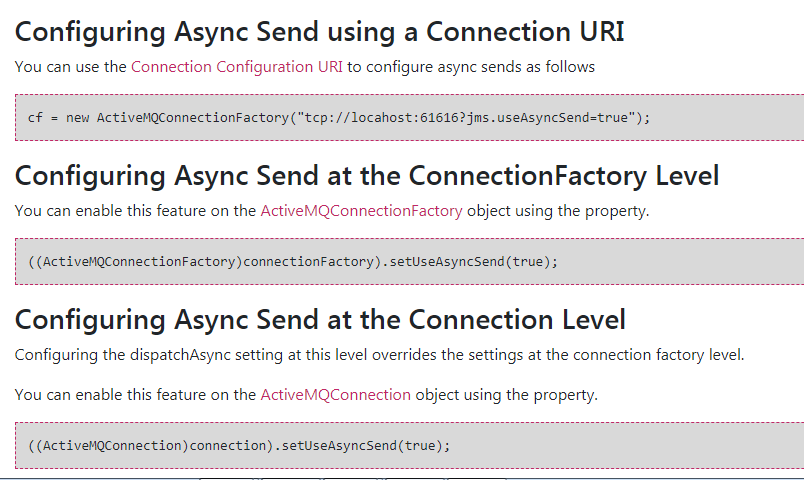 Configuring Async Send using a Connection URI
You can use the Connection Configuration URI to configure async sends as follows
cf = new ActiveMQConnectionFactory("tcp://locahost:61616?jms.useAsyncSend=true");
Configuring Async Send at the ConnectionFactory Level
You can enable this feature on the ActiveMQConnectionFactory object using the property.
((ActiveMQConnectionFactory)connectionFactory).setUseAsyncSend(true);
Configuring Async Send at the Connection Level
Configuring the dispatchAsync setting at this level overrides the settings at the connection factory level.
You can enable this feature on the ActiveMQConnection object using the property.
((ActiveMQConnection)connection).setUseAsyncSend(true);